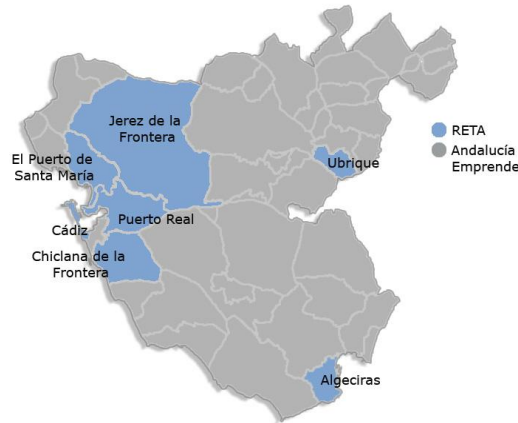 Jerez de la
Frontera
El Puerto de
Santa María
Ubrique
RETA
Andalucía
Emprende
Puerto Real
Cádiz
Chiclana de la
Frontera
Algeciras